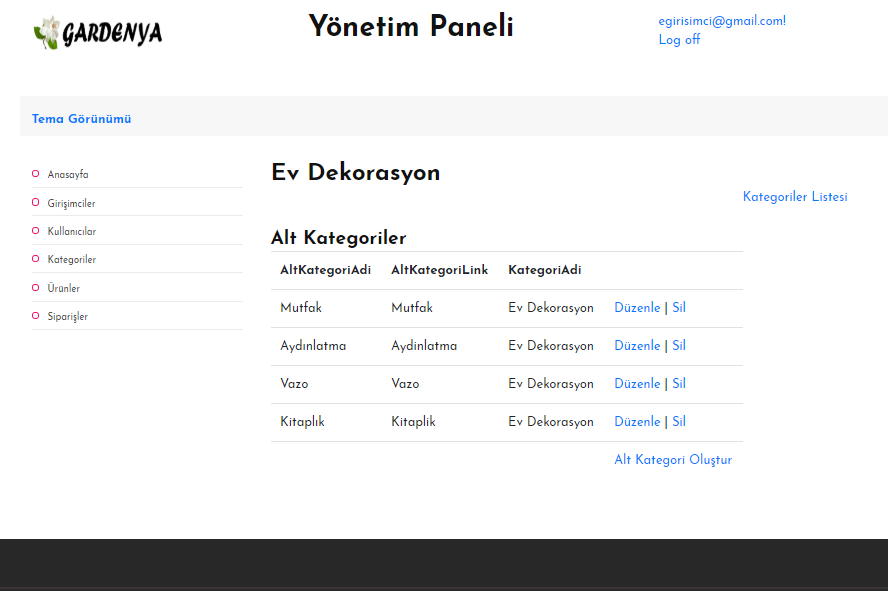 GARDENYA
Yönetim Paneli
egirisimci@gmail.com!
Log off
Tema Görünümü
Anasayfa
Girişimciler
Kullanıcılar
Kategoriler
Ürünler
Siparişler
Ev Dekorasyon
Kategoriler Listesi
Alt Kategoriler
AltKategoriAdi AltKategoriLink KategoriAdi
Mutfak Mutfak Ev Dekorasyon Düzenle | Sil
Aydınlatma Aydinlatma Ev Dekorasyon Düzenle | Sil
Vazo Vazo Ev Dekorasyon Düzenle | Sil
Kitaplık Kitaplik Ev Dekorasyon Düzenle | Sil
Alt Kategori Oluştur